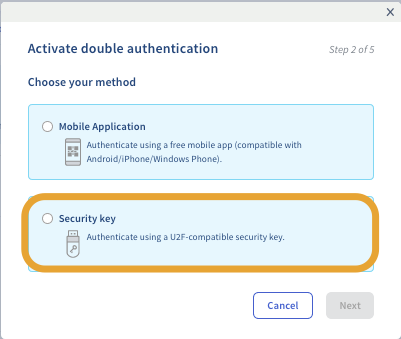 Activate double authentication
Step 2 of 5
Choose your method
Mobile Application
Authenticate using a free mobile app (compatible with
Android/iPhone/Windows Phone).
Security key
Authenticate using a U2F-compatible security key.
Cancel
Next